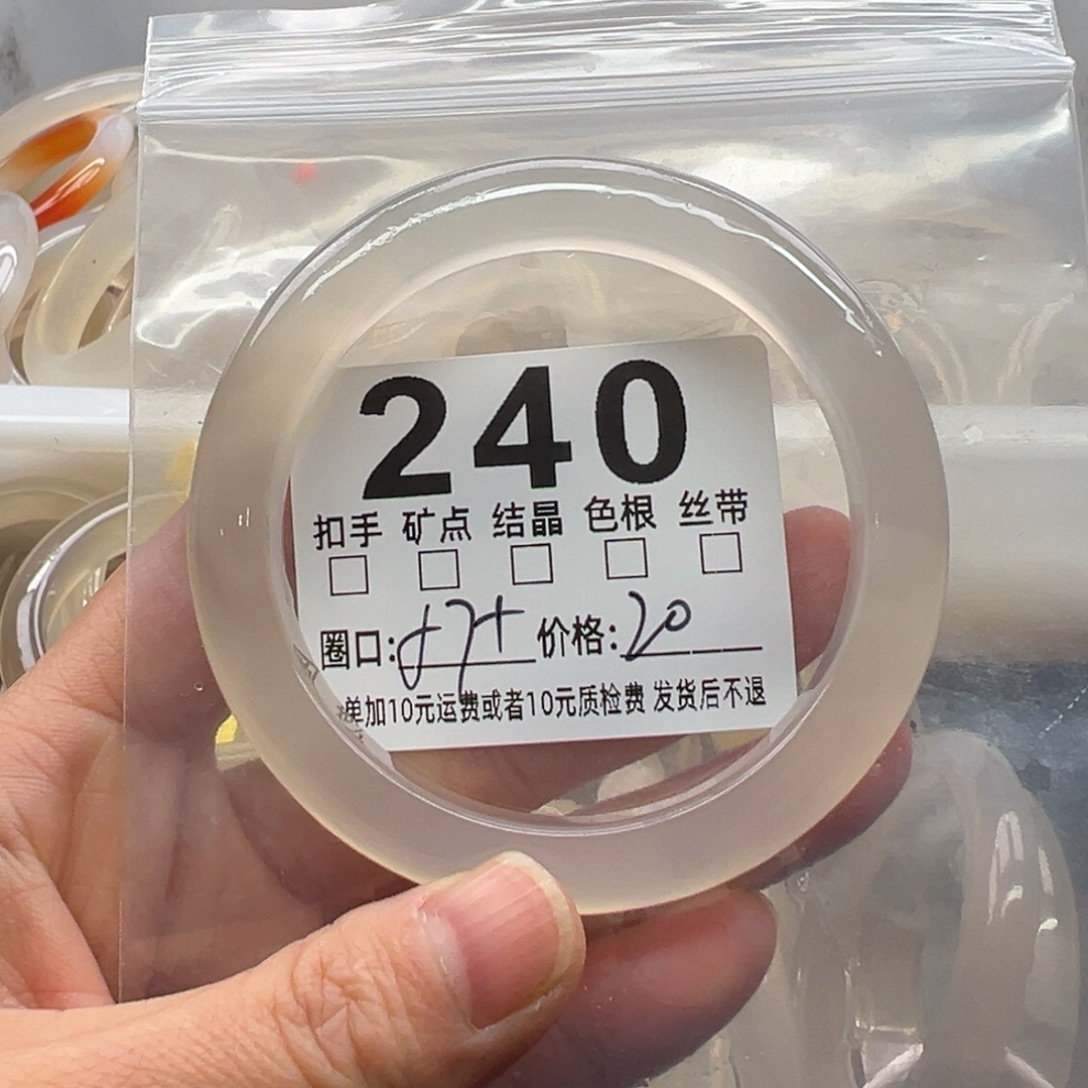 240
扣手 矿点 结晶 色根 丝带
圈口: 57+ 价格: 20
单加10元运费或者10元质检费 发货后不退